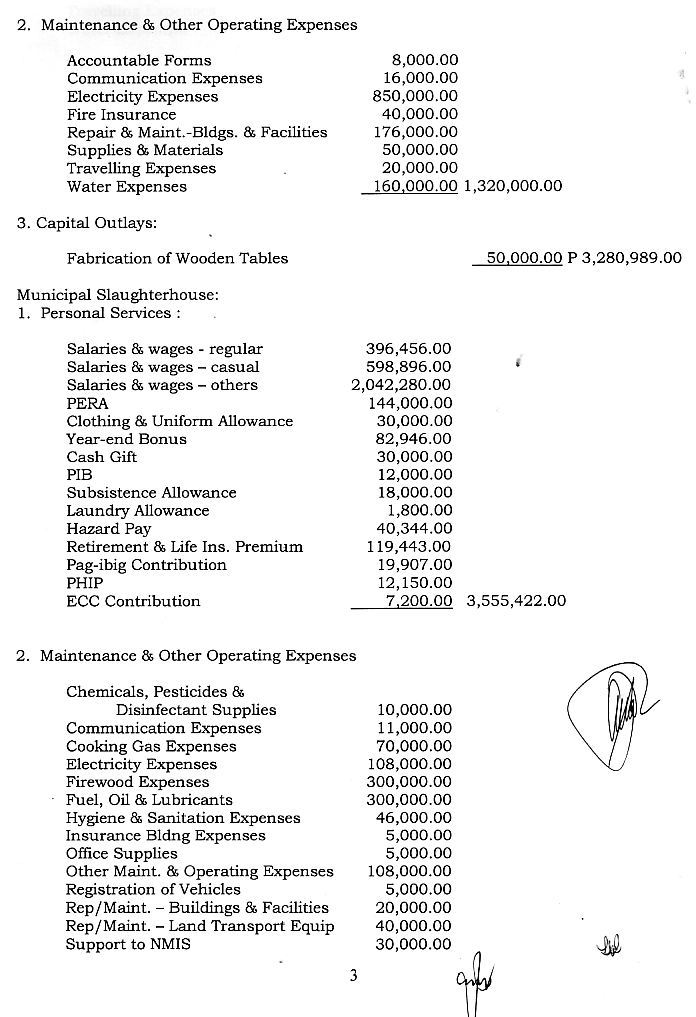 2. Maintenance & Other Operating Expenses
Accountable Forms 8,000.00
Communication Expenses 16,000.00
Electricity Expenses 850,000.00
Fire Insurance 40,000.00
Repair & Maint.-Bldgs. & Facilities 176,000.00
Supplies & Materials 50,000.00
Travelling Expenses 20,000.00
Water Expenses 160,000.00 1,320,000.00
3. Capital Outlays:
Fabrication of Wooden Tables 50,000.00 P 3,280,989.00
Municipal Slaughterhouse:
1. Personal Services :
Salaries & wages - regular 396,456.00
Salaries & wages – casual 598,896.00
Salaries & wages – others 2,042,280.00
PERA 144,000.00
Clothing & Uniform Allowance 30,000.00
Year-end Bonus 82,946.00
Cash Gift 30,000.00
PIB 12,000.00
Subsistence Allowance 18,000.00
Laundry Allowance 1,800.00
Hazard Pay 40,344.00
Retirement & Life Ins. Premium 119,443.00
Pag-ibig Contribution 19,907.00
PHIP 12,150.00
ECC Contribution 7,200.00 3,555,422.00
2. Maintenance & Other Operating Expenses
Chemicals, Pesticides &
Disinfectant Supplies 10,000.00
Communication Expenses 11,000.00
Cooking Gas Expenses 70,000.00
Electricity Expenses 108,000.00
Firewood Expenses 300,000.00
Fuel, Oil & Lubricants 300,000.00
Hygiene & Sanitation Expenses 46,000.00
Insurance Bldng Expenses 5,000.00
Office Supplies 5,000.00
Other Maint. & Operating Expenses 108,000.00
Registration of Vehicles 5,000.00
Rep/Maint. – Buildings & Facilities 20,000.00
Rep/Maint. – Land Transport Equip 40,000.00
Support to NMIS 30,000.00
3